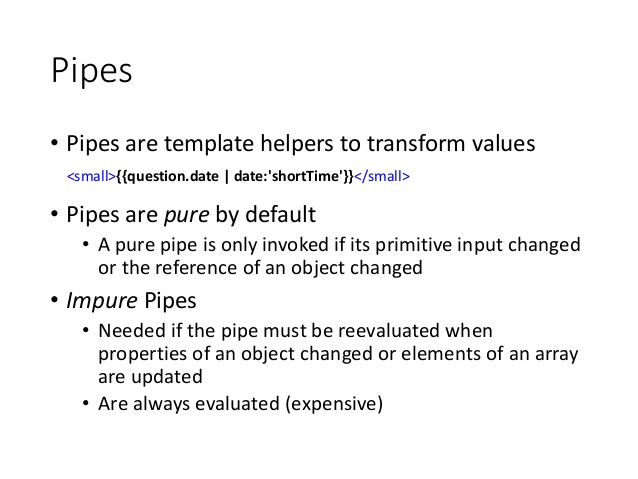 Pipes
• Pipes are template helpers to transform values
<small>{{question.date | date:'shortTime'}}</small>
• Pipes are pure by default
• A pure pipe is only invoked if its primitive input changed
or the reference of an object changed
• Impure Pipes
• Needed if the pipe must be reevaluated when
properties of an object changed or elements of an array
are updated
• Are always evaluated (expensive)